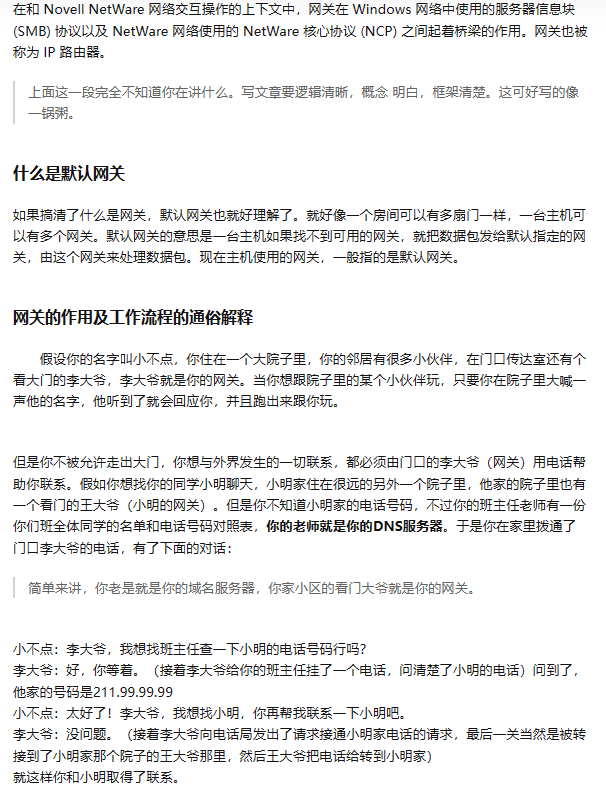 在和 Novell NetWare 网络交互操作的上下文中，网关在 Windows 网络中使用的服务器信息块
(SMB) 协议以及 NetWare 网络使用的 NetWare 核心协议 (NCP) 之间起着桥梁的作用。网关也被
称为 IP 路由器。
上面这一段完全不知道你在讲什么。写文章要逻辑清晰，概念 明白，框架清楚。这可好写的像
一锅粥。
什么是默认网关
如果搞清了什么是网关，默认网关也就好理解了。就好像一个房间可以有多扇门一样，一台主机可
以有多个网关。默认网关的意思是一台主机如果找不到可用的网关，就把数据包发给默认指定的网
关，由这个网关来处理数据包。现在主机使用的网关，一般指的是默认网关。
网关的作用及工作流程的通俗解释
假设你的名字叫小不点，你住在一个大院子里，你的邻居有很多小伙伴，在门口传达室还有个
看大门的李大爷，李大爷就是你的网关。当你想跟院子里的某个小伙伴玩，只要你在院子里大喊一
声他的名字，他听到了就会回应你，并且跑出来跟你玩。
但是你不被允许走出大门，你想与外界发生的一切联系，都必须由门口的李大爷（网关）用电话帮
助你联系。假如你想找你的同学小明聊天，小明家住在很远的另外一个院子里，他家的院子里也有
一个看门的王大爷（小明的网关）。但是你不知道小明家的电话号码，不过你的班主任老师有一份
你们班全体同学的名单和电话号码对照表，你的老师就是你的DNS服务器。于是你在家里拨通了
门口李大爷的电话，有了下面的对话：
简单来讲，你老是就是你的域名服务器，你家小区的看门大爷就是你的网关。
小不点：李大爷，我想找班主任查一下小明的电话号码行吗？
李大爷：好，你等着。（接着李大爷给你的班主任挂了一个电话，问清楚了小明的电话）问到了，
他家的号码是211.99.99.99
小不点：太好了！李大爷，我想找小明，你再帮我联系一下小明吧。
李大爷：没问题。（接着李大爷向电话局发出了请求接通小明家电话的请求，最后一关当然是被转
接到了小明家那个院子的王大爷那里，然后王大爷把电话给转到小明家）
就这样你和小明取得了联系。